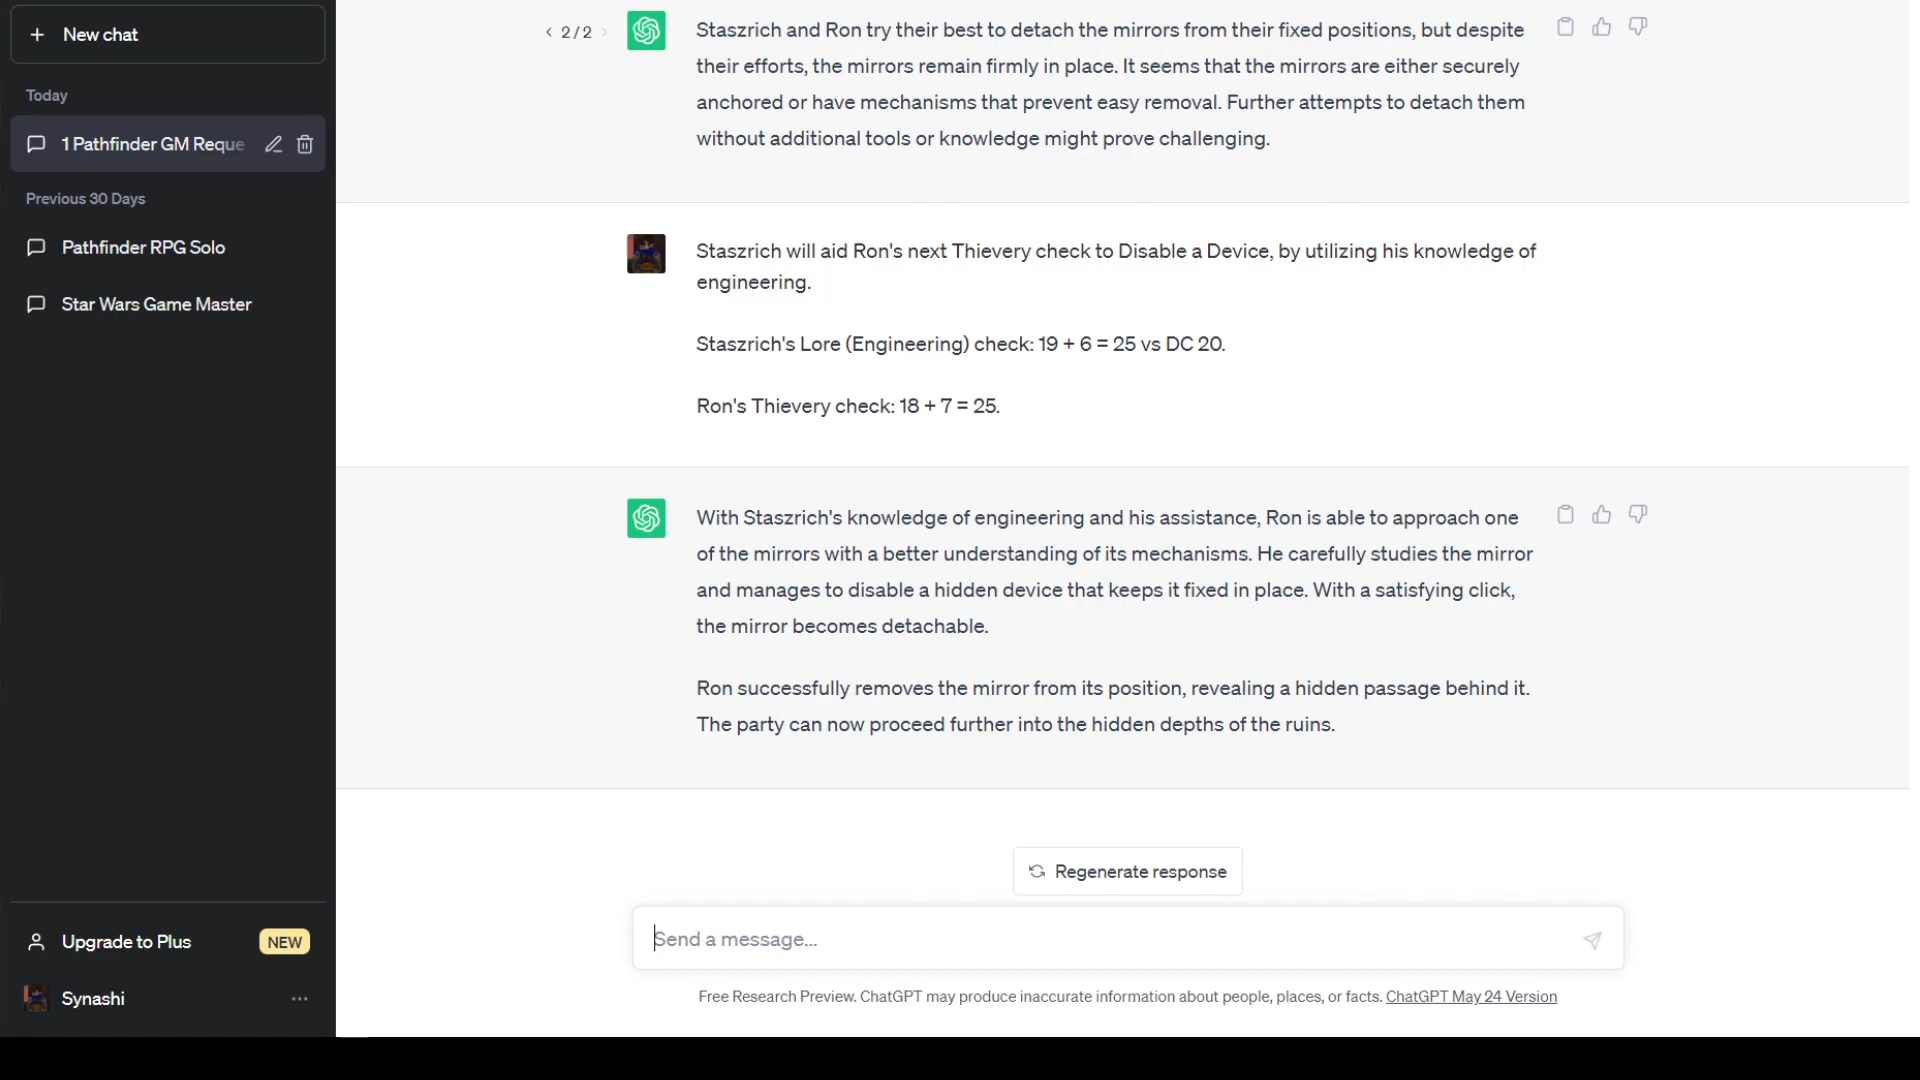 New chat
Today
1 Pathfinder GM Reque
Previous 30 Days
Pathfinder RPG Solo
Star Wars Game Master
Upgrade to Plus
NEW
Synashi
...
< 2 / 2 >
Staszrich and Ron try their best to detach the mirrors from their fixed positions, but despite
their efforts, the mirrors remain firmly in place. It seems that the mirrors are either securely
anchored or have mechanisms that prevent easy removal. Further attempts to detach them
without additional tools or knowledge might prove challenging.
Staszrich will aid Ron's next Thievery check to Disable a Device, by utilizing his knowledge of
engineering.
Staszrich's Lore (Engineering) check: 19 + 6 = 25 vs DC 20.
Ron's Thievery check: 18 + 7 = 25.
With Staszrich's knowledge of engineering and his assistance, Ron is able to approach one
of the mirrors with a better understanding of its mechanisms. He carefully studies the mirror
and manages to disable a hidden device that keeps it fixed in place. With a satisfying click,
the mirror becomes detachable.
Ron successfully removes the mirror from its position, revealing a hidden passage behind it.
The party can now proceed further into the hidden depths of the ruins.
Regenerate response
Send a message...
Free Research Preview. ChatGPT may produce inaccurate information about people, places, or facts. ChatGPT May 24 Version